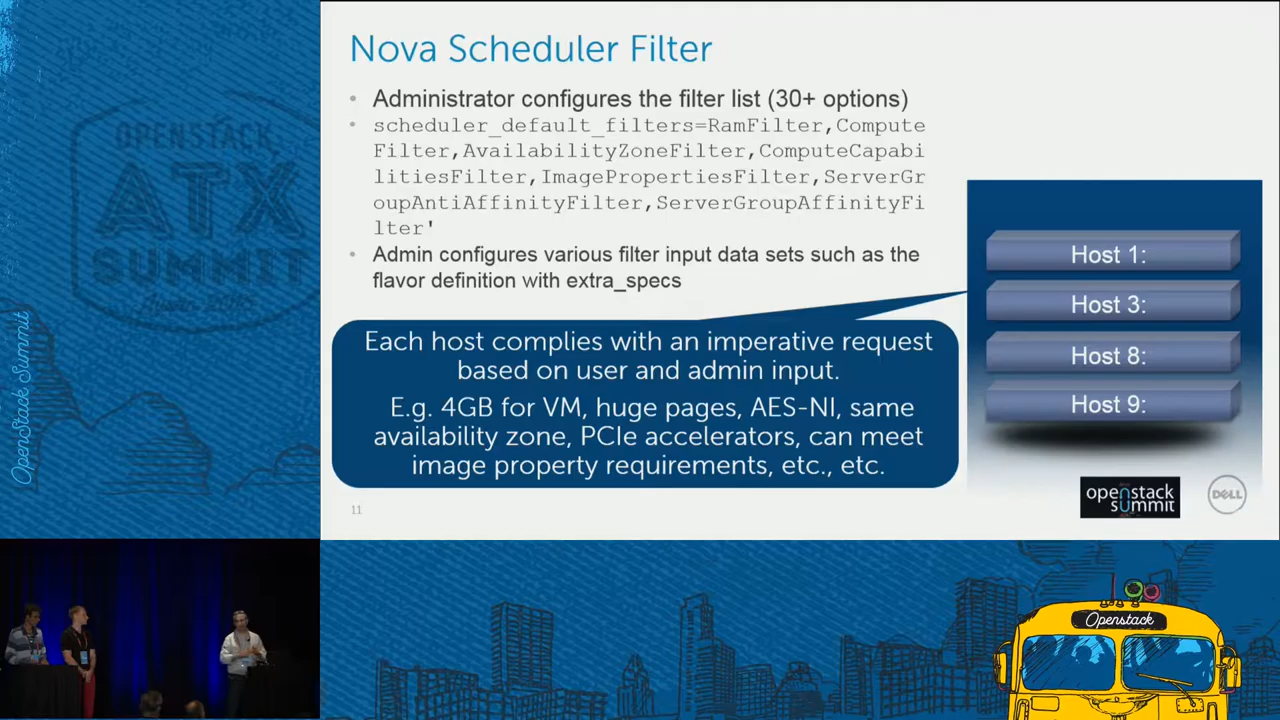 Nova Scheduler Filter
• Administrator configures the filter list (30+ options)
• scheduler_default_filters=RamFilter,Compute
Filter,AvailabilityZoneFilter,ComputeCapabi
litiesFilter,ImagePropertiesFilter,ServerGr
oupAntiAffinityFilter,ServerGroupAffinityFi
lter'
• Admin configures various filter input data sets such as the
flavor definition with extra_specs
Each host complies with an imperative request
based on user and admin input.
E.g. 4GB for VM, huge pages, AES-NI, same
availability zone, PCIe accelerators, can meet
image property requirements, etc., etc.
Host 1:
Host 3:
Host 8:
Host 9:
11
openstack
summit
DELL
OPENSTACK
ATX
SUMMIT
OpenStack Summit
Openstack